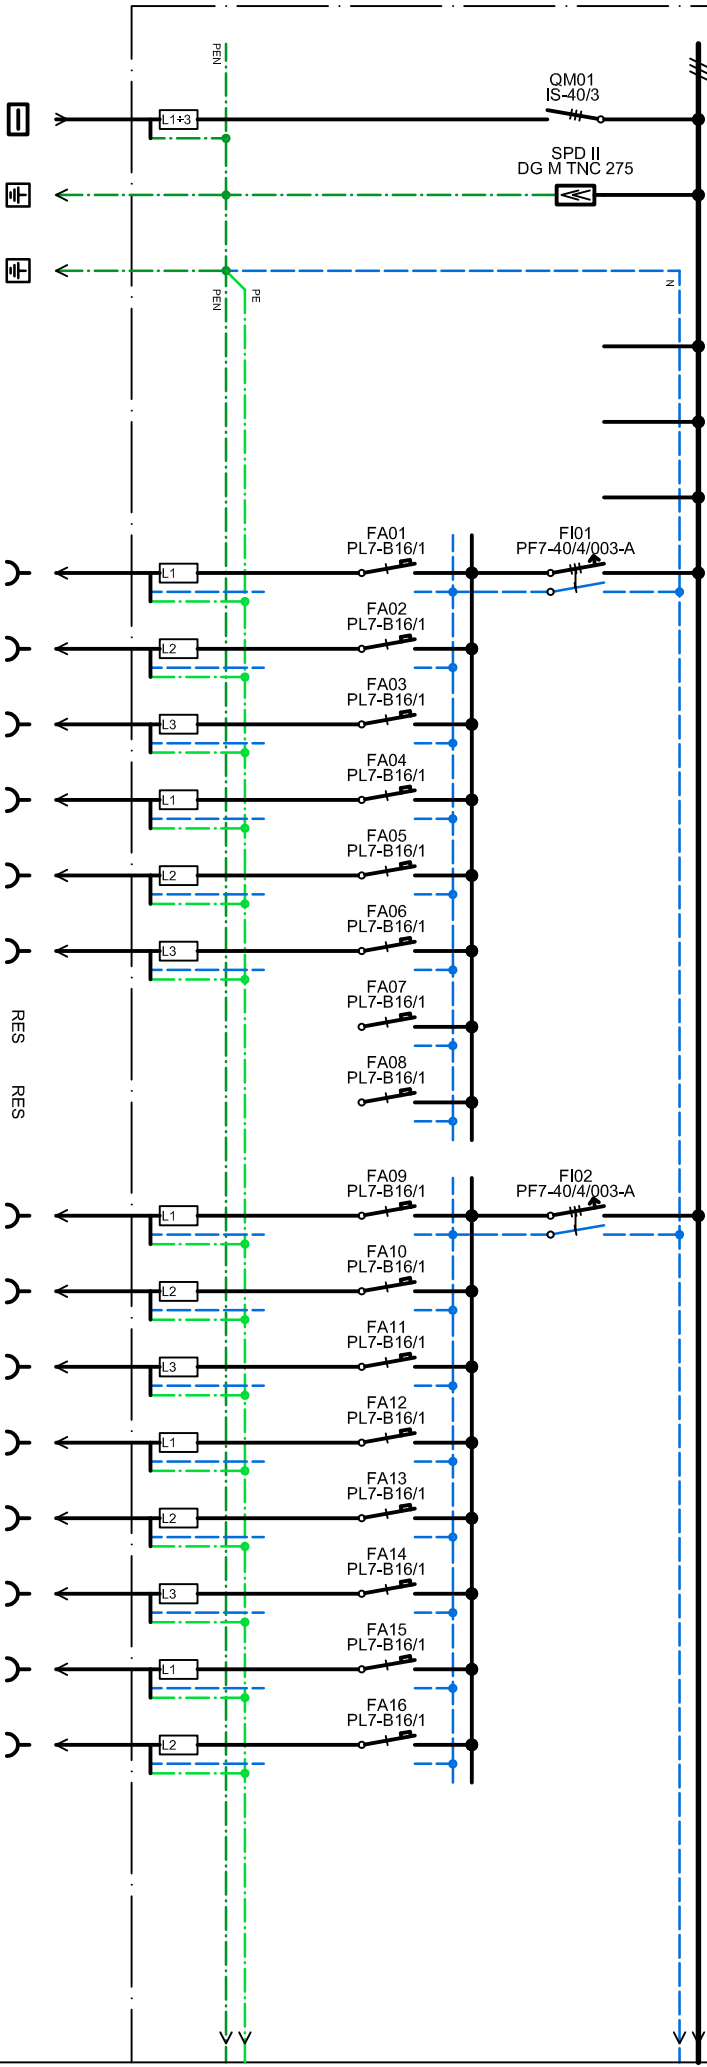 PEN
QM01
IS-40/3
L1÷3
SPD II
DG M TNC 275
PEN
PE
N
FA01
PL7-B16/1
FI01
PF7-40/4/003-A
L1
FA02
PL7-B16/1
L2
FA03
PL7-B16/1
L3
FA04
PL7-B16/1
L1
FA05
PL7-B16/1
L2
FA06
PL7-B16/1
L3
FA07
PL7-B16/1
RES
FA08
PL7-B16/1
RES
FA09
PL7-B16/1
FI02
PF7-40/4/003-A
L1
FA10
PL7-B16/1
L2
FA11
PL7-B16/1
L3
FA12
PL7-B16/1
L1
FA13
PL7-B16/1
L2
FA14
PL7-B16/1
L3
FA15
PL7-B16/1
L1
FA16
PL7-B16/1
L2